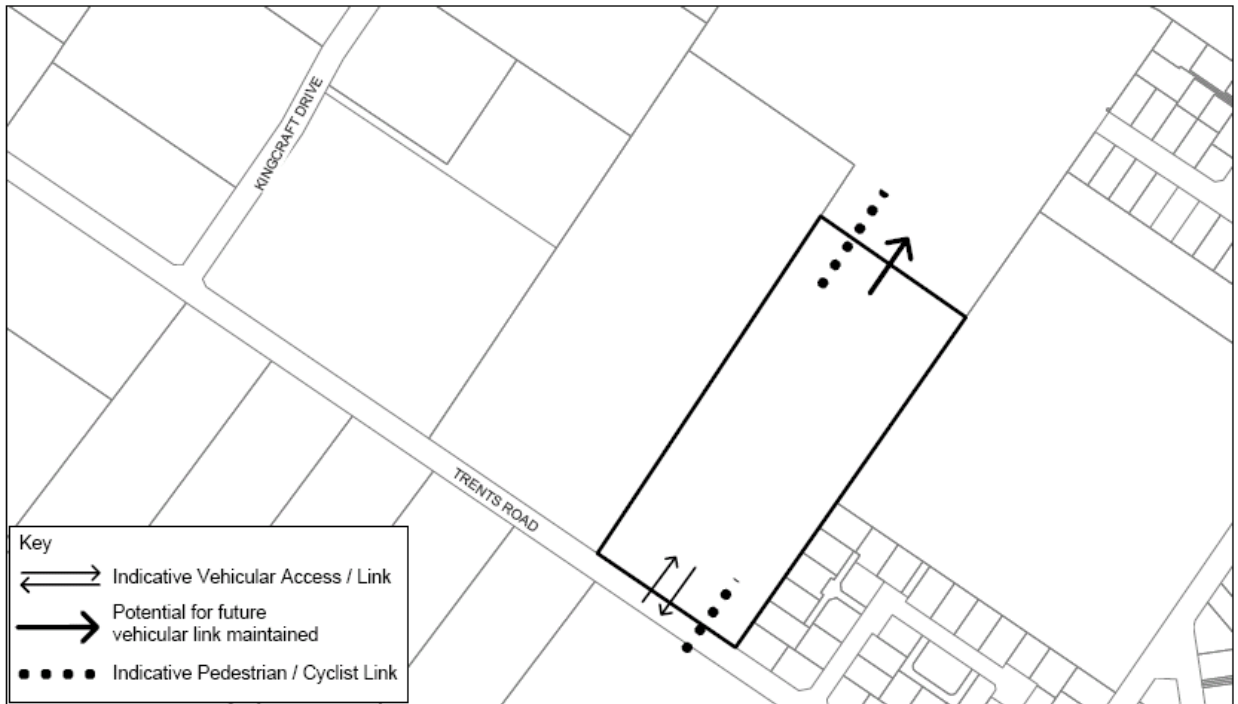 KINGCRAFT DRIVE
TRENTS ROAD
Key
Indicative Vehicular Access / Link
Potential for future
vehicular link maintained
Indicative Pedestrian / Cyclist Link